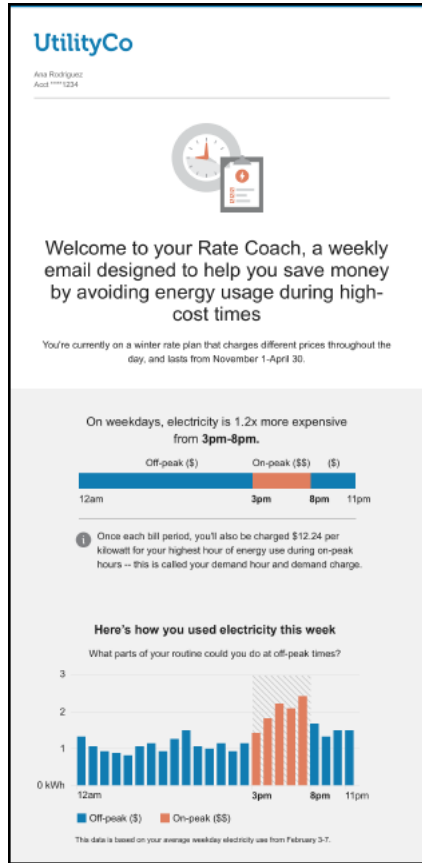 UtilityCo
Ana Rodriguez
Acct ****1234
Welcome to your Rate Coach, a weekly
email designed to help you save money
by avoiding energy usage during high-
cost times
You're currently on a winter rate plan that charges different prices throughout the
day, and lasts from November 1-April 30.
On weekdays, electricity is 1.2x more expensive
from 3pm-8pm.
Off-peak ($) On-peak ($$) ($)
12am 3pm 8pm 11pm
i Once each bill period, you'll also be charged $12.24 per
kilowatt for your highest hour of energy use during on-peak
hours -- this is called your demand hour and demand charge.
Here's how you used electricity this week
What parts of your routine could you do at off-peak times?
3
2
1
0 kWh
12am 3pm 8pm 11pm
Off-peak ($) On-peak ($$)
This data is based on your average weekday electricity use from February 3-7.